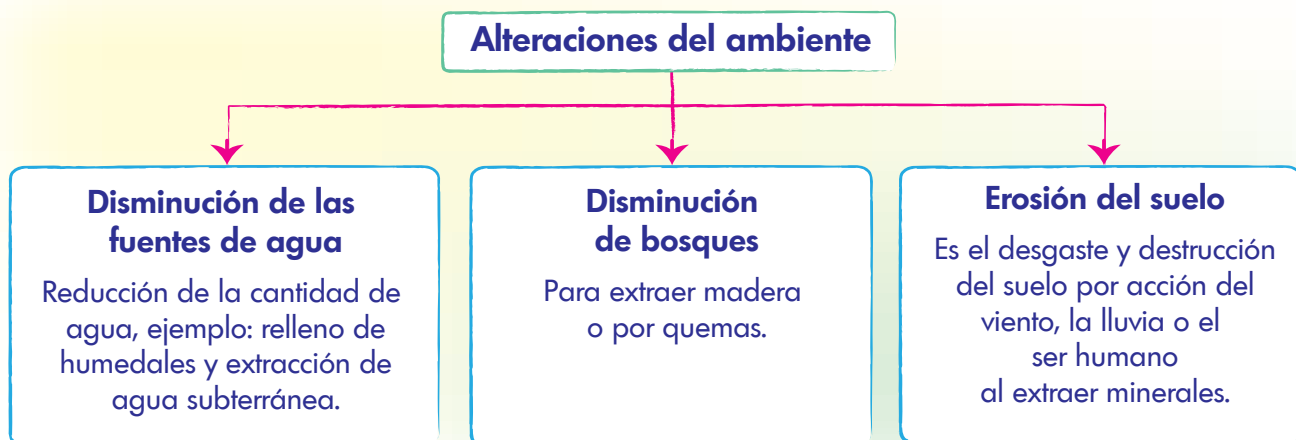 Alteraciones del ambiente
Disminución de las
fuentes de agua
Reducción de la cantidad de
agua, ejemplo: relleno de
humedales y extracción de
agua subterránea.
Disminución
de bosques
Para extraer madera
o por quemas.
Erosión del suelo
Es el desgaste y destrucción
del suelo por acción del
viento, la lluvia o el
ser humano
al extraer minerales.